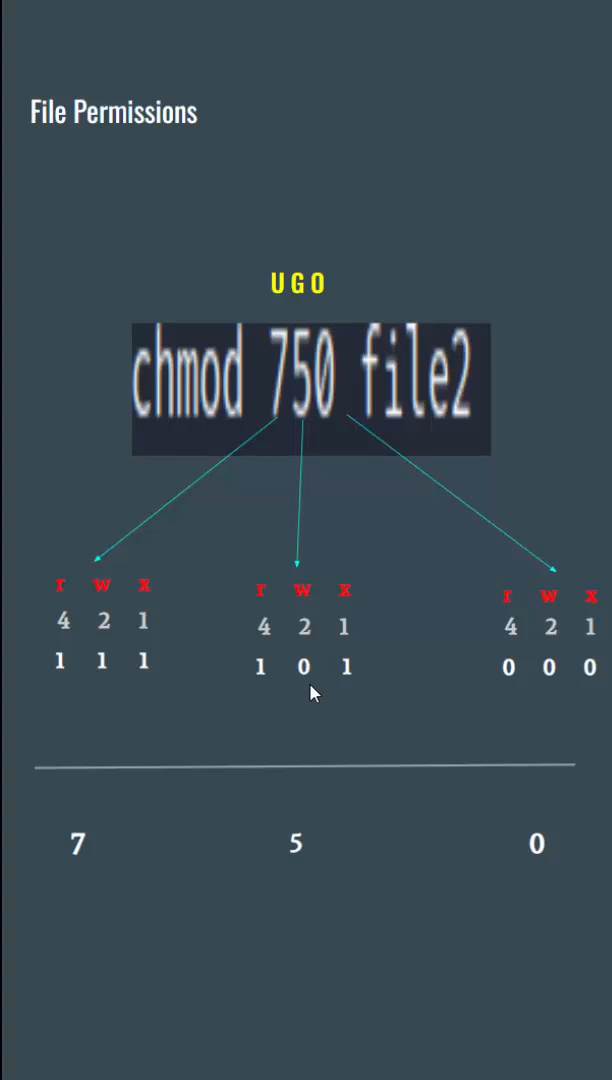 File Permissions
U G O
chmod 750 file2
r w x r w x r w x
4 2 1 4 2 1 4 2 1
1 1 1 1 0 1 0 0 0
7 5 0